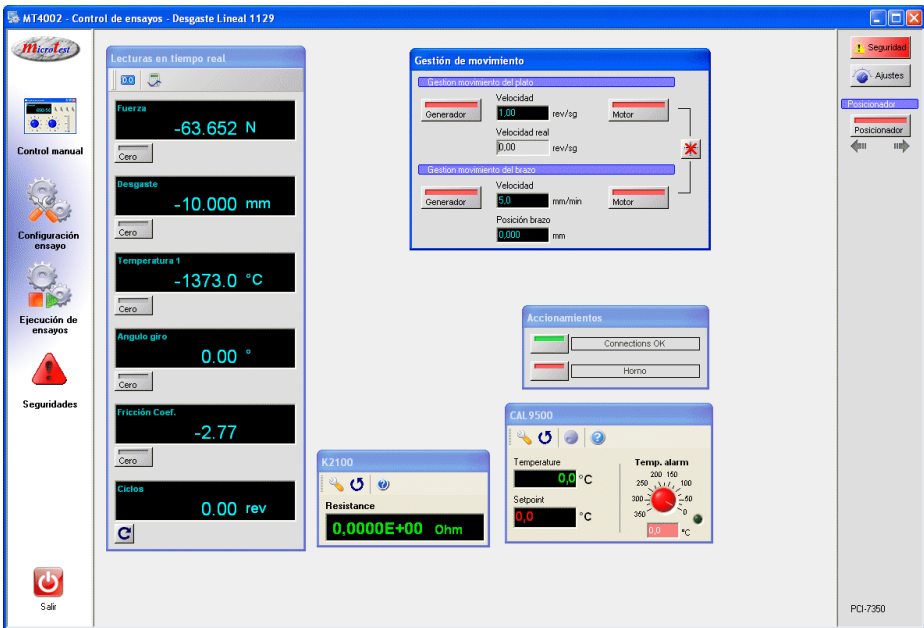 MT4002 - Control de ensayos - Desgaste Lineal 1129
Microtest
Control manual
Configuración
ensayo
Ejecución de
ensayos
Seguridades
Salir
Lecturas en tiempo real
0.0
Fuerza
-63.652 N
Cero
Desgaste
-10.000 mm
Cero
Temperatura 1
-1373.0 °C
Cero
Angulo giro
0.00 °
Cero
Fricción Coef.
-2.77
Cero
Ciclos
0.00 rev
K2100
Resistance
0,0000E+00 Ohm
Gestión de movimiento
Gestion movimiento del plato
Generador
Velocidad
1,00 rev/sg
Motor
Velocidad real
0,00 rev/sg
Gestion movimiento del brazo
Generador
Velocidad
5,0 mm/min
Motor
Posición brazo
0,000 mm
Accionamientos
Connections OK
Horno
CAL9500
Temperature
0,0 °C
Setpoint
0,0 °C
Temp. alarm
200 150
250 100
300 50
350 0
0,0 °C
Seguridad
Ajustes
Posicionador
Posicionador
PCI-7350